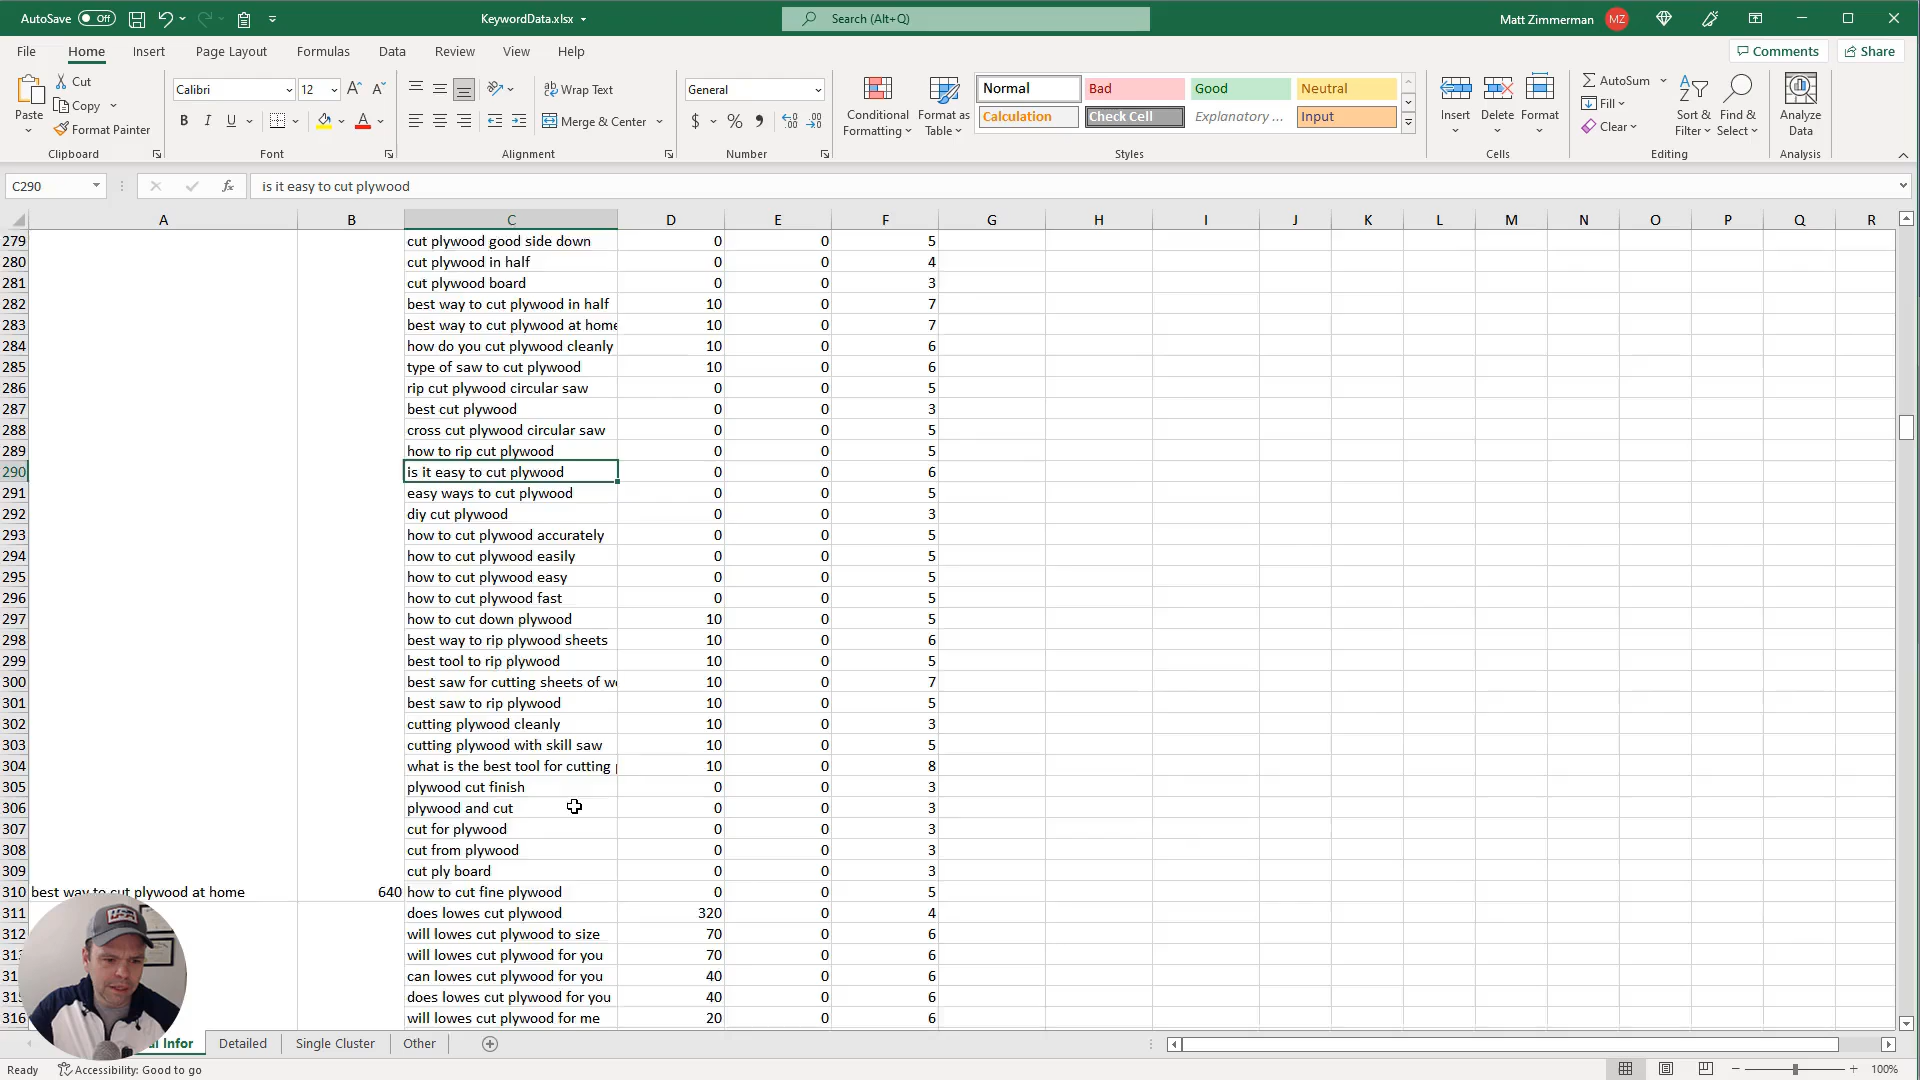 AutoSave Off KeywordData.xlsx Search (Alt+Q) Matt Zimmerman MZ
File Home Insert Page Layout Formulas Data Review View Help Comments Share
Paste Cut Copy Format Painter Clipboard
Calibri 12 B I U A Font
Wrap Text Merge & Center Alignment
General $ % Number
Conditional Formatting Format as Table
Normal Bad Good Neutral
Calculation Check Cell Explanatory ... Input
Styles
Insert Delete Format Cells
AutoSum Fill Clear Sort & Filter Find & Select Editing
Analyze Data Analysis
C290 fx is it easy to cut plywood
A B C D E F G H I J K L M N O P Q R
279 cut plywood good side down 0 0 5
280 cut plywood in half 0 0 4
281 cut plywood board 0 0 3
282 best way to cut plywood in half 10 0 7
283 best way to cut plywood at home 10 0 7
284 how do you cut plywood cleanly 10 0 6
285 type of saw to cut plywood 10 0 6
286 rip cut plywood circular saw 0 0 5
287 best cut plywood 0 0 3
288 cross cut plywood circular saw 0 0 5
289 how to rip cut plywood 0 0 5
290 is it easy to cut plywood 0 0 6
291 easy ways to cut plywood 0 0 5
292 diy cut plywood 0 0 3
293 how to cut plywood accurately 0 0 5
294 how to cut plywood easily 0 0 5
295 how to cut plywood easy 0 0 5
296 how to cut plywood fast 0 0 5
297 how to cut down plywood 10 0 5
298 best way to rip plywood sheets 10 0 6
299 best tool to rip plywood 10 0 5
300 best saw for cutting sheets of 10 0 7
301 best saw to rip plywood 10 0 5
302 cutting plywood cleanly 10 0 3
303 cutting plywood with skill saw 10 0 5
304 what is the best tool for cutting 10 0 8
305 plywood cut finish 0 0 3
306 plywood and cut 0 0 3
307 cut for plywood 0 0 3
308 cut from plywood 0 0 3
309 cut ply board 0 0 3
310 best way to cut plywood at home 640 how to cut fine plywood 0 0 5
311 does lowes cut plywood 320 0 4
312 will lowes cut plywood to size 70 0 6
will lowes cut plywood for you 70 0 6
can lowes cut plywood for you 40 0 6
315 does lowes cut plywood for you 40 0 6
316 will lowes cut plywood for me 20 0 6
Infor Detailed Single Cluster Other
Ready Accessibility: Good to go 100%